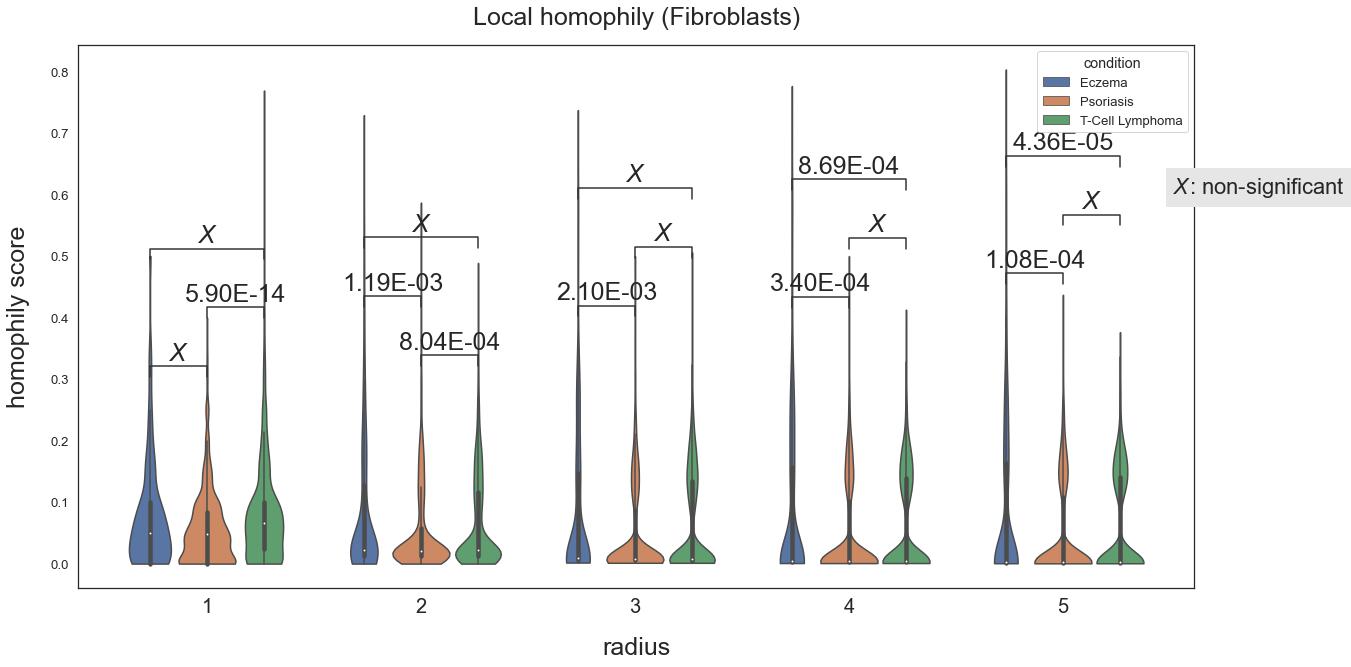 Local homophily (Fibroblasts)
homophily score
0.8
0.7
0.6
0.5
0.4
0.3
0.2
0.1
0.0
condition
Eczema
Psoriasis
T-Cell Lymphoma
X: non-significant
X
5.90E-14
X
X
1.19E-03
8.04E-04
X
X
2.10E-03
8.69E-04
X
3.40E-04
4.36E-05
X
1.08E-04
1 2 3 4 5
radius